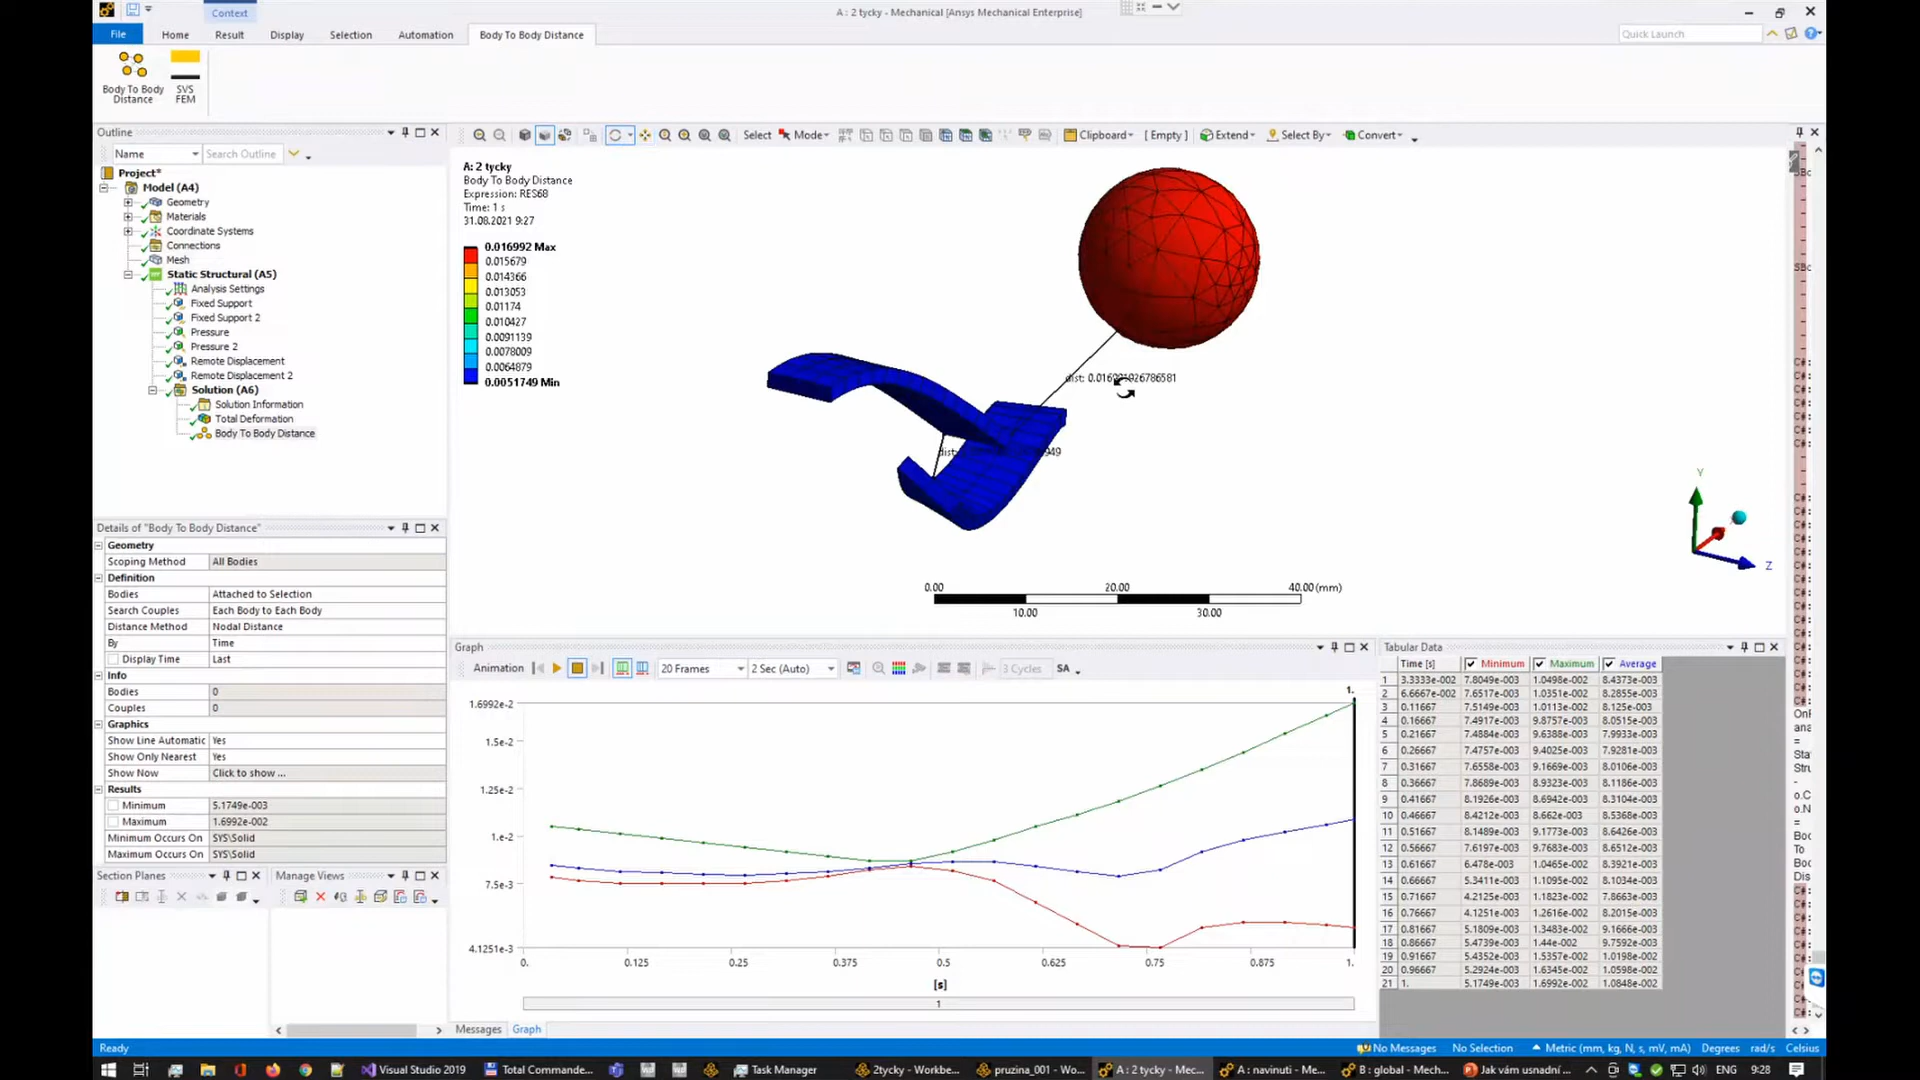 Context
A : 2 tycky - Mechanical [Ansys Mechanical Enterprise]
File Home Result Display Selection Automation Body To Body Distance
Quick Launch
Body To Body Distance
SVS FEM
Outline
Name Search Outline
Project*
Model (A4)
Geometry
Materials
Coordinate Systems
Connections
Mesh
Static Structural (A5)
Analysis Settings
Fixed Support
Fixed Support 2
Pressure
Pressure 2
Remote Displacement
Remote Displacement 2
Solution (A6)
Solution Information
Total Deformation
Body To Body Distance
Select Mode Clipboard [ Empty ] Extend Select By Convert
A: 2 tycky
Body To Body Distance
Expression: RES68
Time: 1 s
31.08.2021 9:27
0.016992 Max
0.015679
0.014366
0.013053
0.01174
0.010427
0.0091139
0.0078009
0.0064879
0.0051749 Min
Y
Z
0.00 20.00 40.00 (mm)
10.00 30.00
Details of "Body To Body Distance"
Geometry
Scoping Method All Bodies
Definition
Bodies Attached to Selection
Search Couples Each Body to Each Body
Distance Method Nodal Distance
By Time
Display Time Last
Info
Bodies 0
Couples 0
Graphics
Show Line Automatic Yes
Show Only Nearest Yes
Show Now Click to show ...
Results
Minimum 5.1749e-003
Maximum 1.6992e-002
Minimum Occurs On SYS\Solid
Maximum Occurs On SYS\Solid
Section Planes
Manage Views
Graph
Animation 20 Frames 2 Sec (Auto) 3 Cycles SA
1.
1.6992e-2
1.5e-2
1.25e-2
1.e-2
7.5e-3
4.1251e-3
0. 0.125 0.25 0.375 0.5 0.625 0.75 0.875 1.
[s]
1
Messages Graph
Tabular Data
Time [s] Minimum Maximum Average
1 3.3333e-002 7.8049e-003 1.0498e-002 8.4373e-003
2 6.6667e-002 7.6517e-003 1.0351e-002 8.2855e-003
3 0.11667 7.5149e-003 1.0113e-002 8.125e-003
4 0.16667 7.4917e-003 9.8757e-003 8.0515e-003
5 0.21667 7.4884e-003 9.6388e-003 7.9933e-003
6 0.26667 7.4757e-003 9.4025e-003 7.9281e-003
7 0.31667 7.6558e-003 9.1669e-003 8.0106e-003
8 0.36667 7.8689e-003 8.9323e-003 8.1186e-003
9 0.41667 8.1926e-003 8.6942e-003 8.3104e-003
10 0.46667 8.4212e-003 8.662e-003 8.5368e-003
11 0.51667 8.1489e-003 9.1773e-003 8.6426e-003
12 0.56667 7.6197e-003 9.7683e-003 8.6512e-003
13 0.61667 6.478e-003 1.0465e-002 8.3921e-003
14 0.66667 5.3411e-003 1.1095e-002 8.1034e-003
15 0.71667 4.2125e-003 1.1823e-002 7.8663e-003
16 0.76667 4.1251e-003 1.2616e-002 8.2015e-003
17 0.81667 5.1809e-003 1.3483e-002 9.1666e-003
18 0.86667 5.4739e-003 1.44e-002 9.7592e-003
19 0.91667 5.4352e-003 1.5357e-002 1.0198e-002
20 0.96667 5.2924e-003 1.6345e-002 1.0598e-002
21 1. 5.1749e-003 1.6992e-002 1.0848e-002
Ready
No Messages No Selection Metric (mm, kg, N, s, mV, mA) Degrees rad/s Celsius
Visual Studio 2019 Total Commande... Task Manager 2tycky - Workbe... pruzina_001 - Wo... A : 2 tycky - Mec... A : navinuti - Me... B : global - Mech... Jak vám usnadní ... ENG 9:28